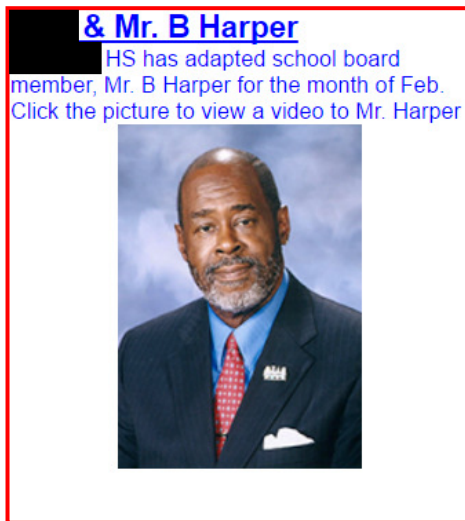 & Mr. B Harper
HS has adapted school board
member, Mr. B Harper for the month of Feb.
Click the picture to view a video to Mr. Harper